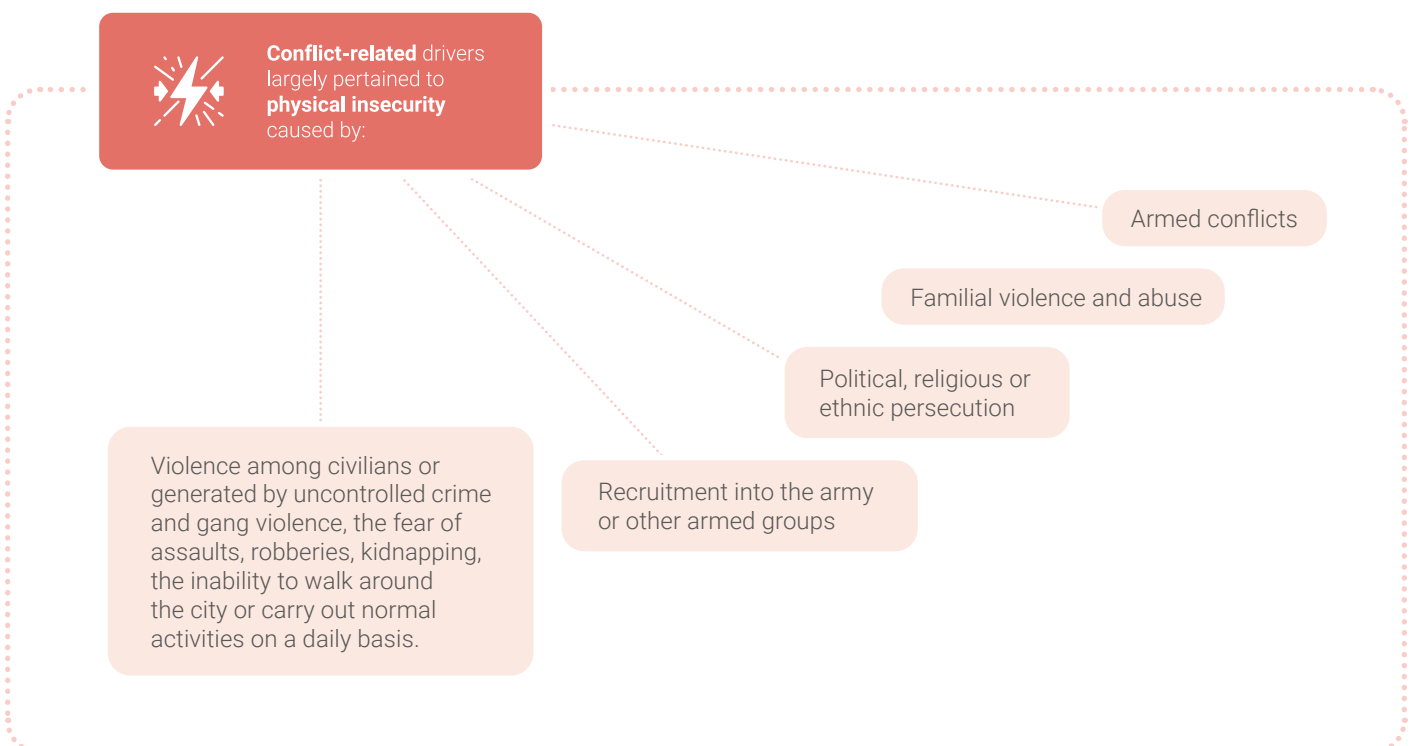 Conflict-related drivers
largely pertained to
physical insecurity
caused by:
Armed conflicts
Familial violence and abuse
Political, religious or
ethnic persecution
Recruitment into the army
or other armed groups
Violence among civilians or
generated by uncontrolled crime
and gang violence, the fear of
assaults, robberies, kidnapping,
the inability to walk around
the city or carry out normal
activities on a daily basis.